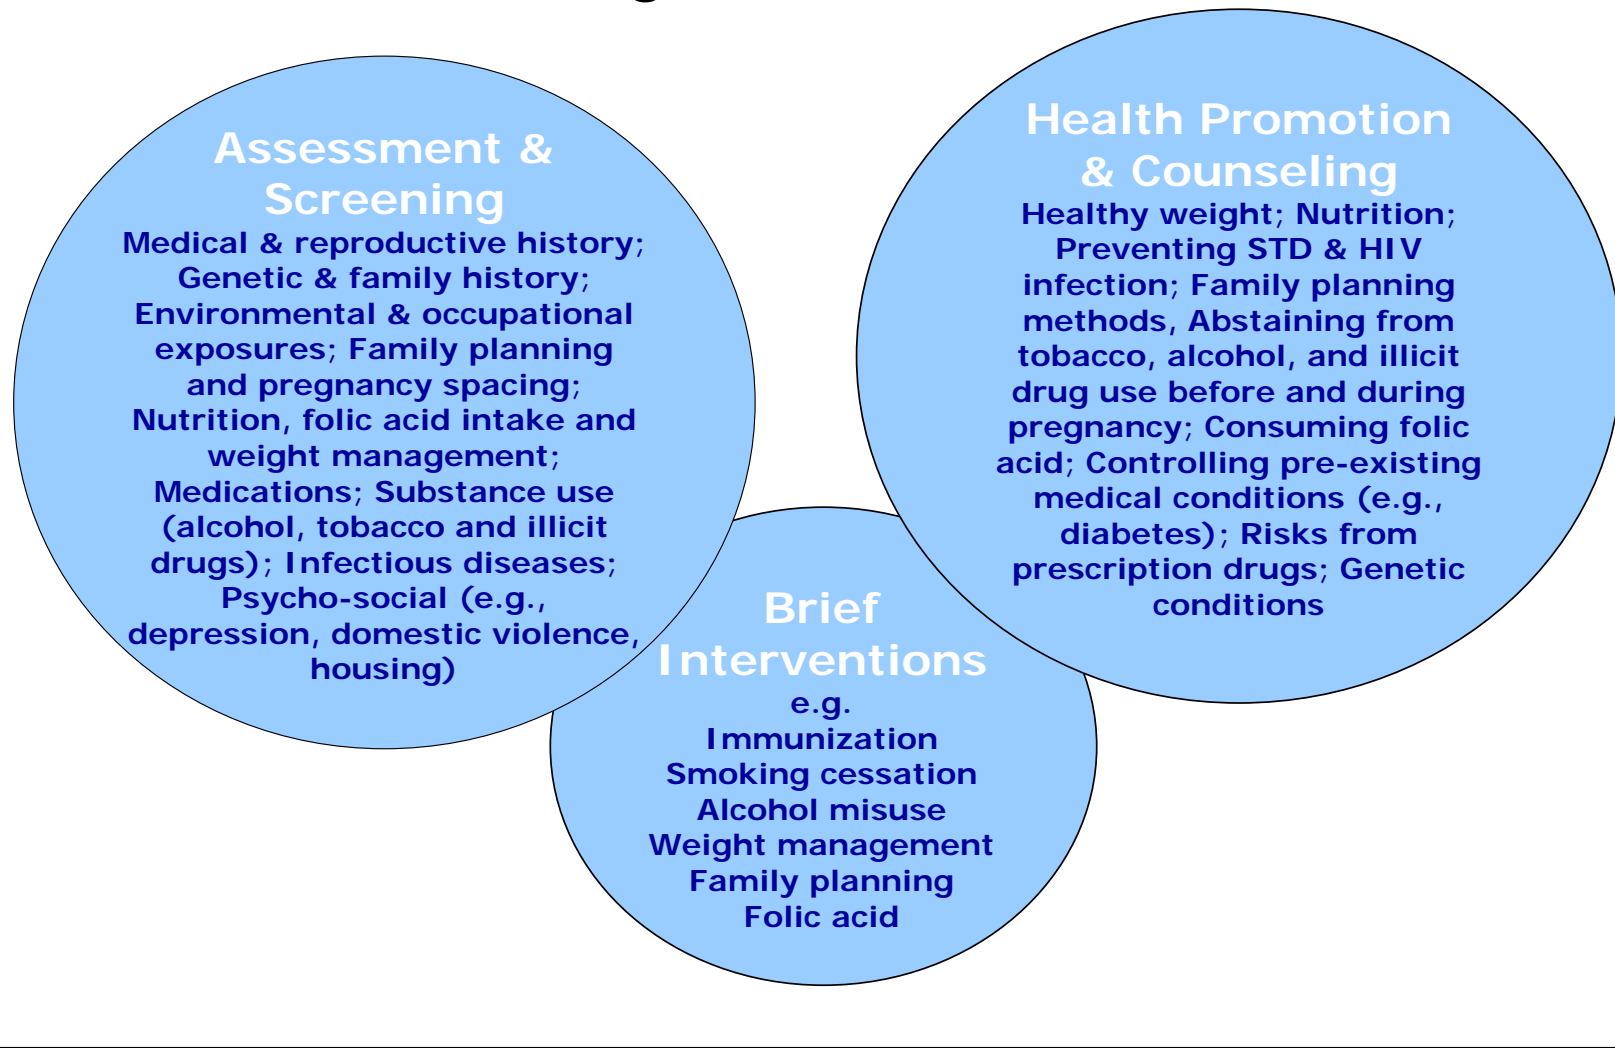 Assessment &
Screening
Medical & reproductive history;
Genetic & family history;
Environmental & occupational
exposures; Family planning
and pregnancy spacing;
Nutrition, folic acid intake and
weight management;
Medications; Substance use
(alcohol, tobacco and illicit
drugs); Infectious diseases;
Psycho-social (e.g.,
depression, domestic violence,
housing)
Health Promotion
& Counseling
Healthy weight; Nutrition;
Preventing STD & HIV
infection; Family planning
methods, Abstaining from
tobacco, alcohol, and illicit
drug use before and during
pregnancy; Consuming folic
acid; Controlling pre-existing
medical conditions (e.g.,
diabetes); Risks from
prescription drugs; Genetic
conditions
Brief
Interventions
e.g.
Immunization
Smoking cessation
Alcohol misuse
Weight management
Family planning
Folic acid